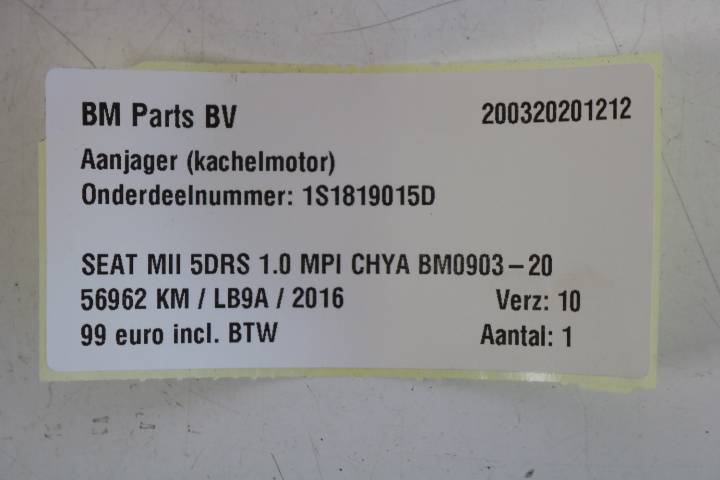 BM Parts BV 200320201212
Aanjager (kachelmotor)
Onderdeelnummer: 1S1819015D
SEAT MII 5DRS 1.0 MPI CHYA BM0903-20
56962 KM / LB9A / 2016 Verz: 10
99 euro incl. BTW Aantal: 1